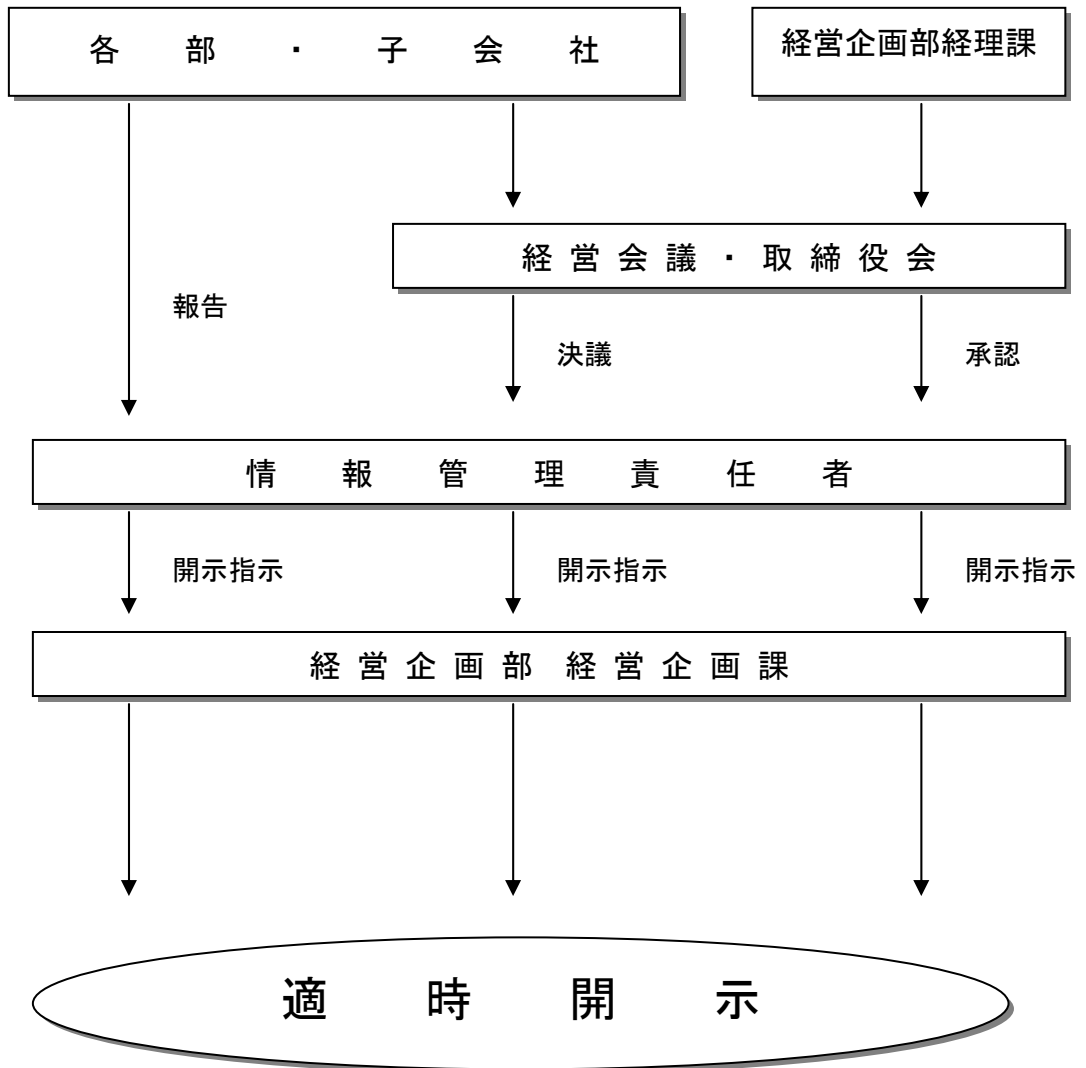 各部・子会社
経営企画部経理課
経営会議・取締役会
報告
決議
承認
情報管理責任者
開示指示
開示指示
開示指示
経営企画部 経営企画課
適時開示